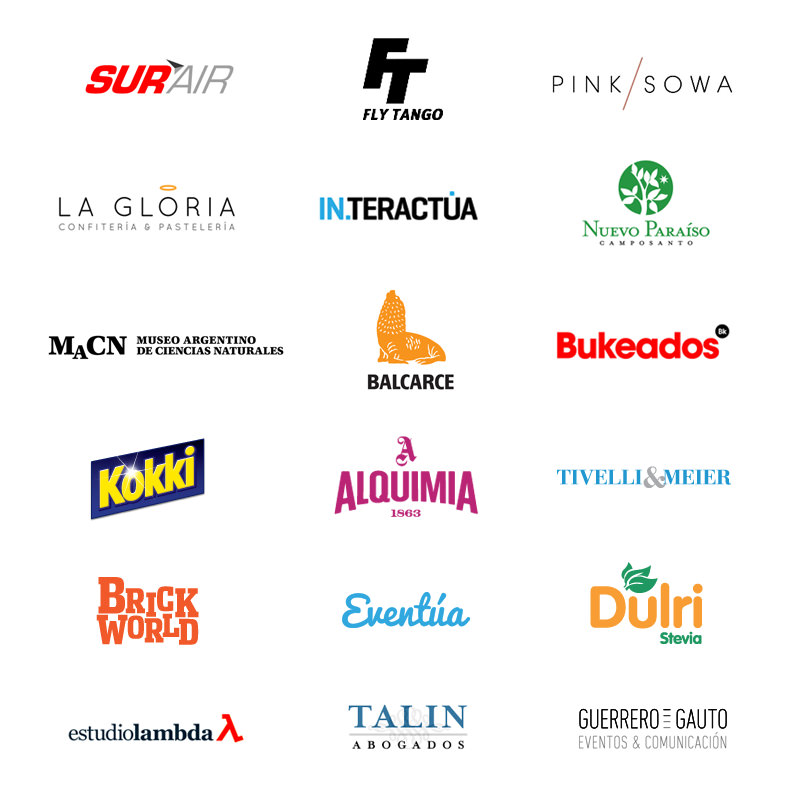 SUR AIR
FT
FLY TANGO
PINK/SOWA
LA GLORIA
CONFITERÍA & PASTELERÍA
IN.TERACTÚA
NUEVO PARAÍSO
CAMPOSANTO
MACN
MUSEO ARGENTINO
DE CIENCIAS NATURALES
BALCARCE
Bukeados
Bk
Kokki
A
ALQUIMIA
1863
TIVELLI&MEIER
BRICK
WORLD
Eventúa
Dulri
Stevia
estudiolambda λ
TALIN
ABOGADOS
GUERRERO GAUTO
EVENTOS & COMUNICACIÓN